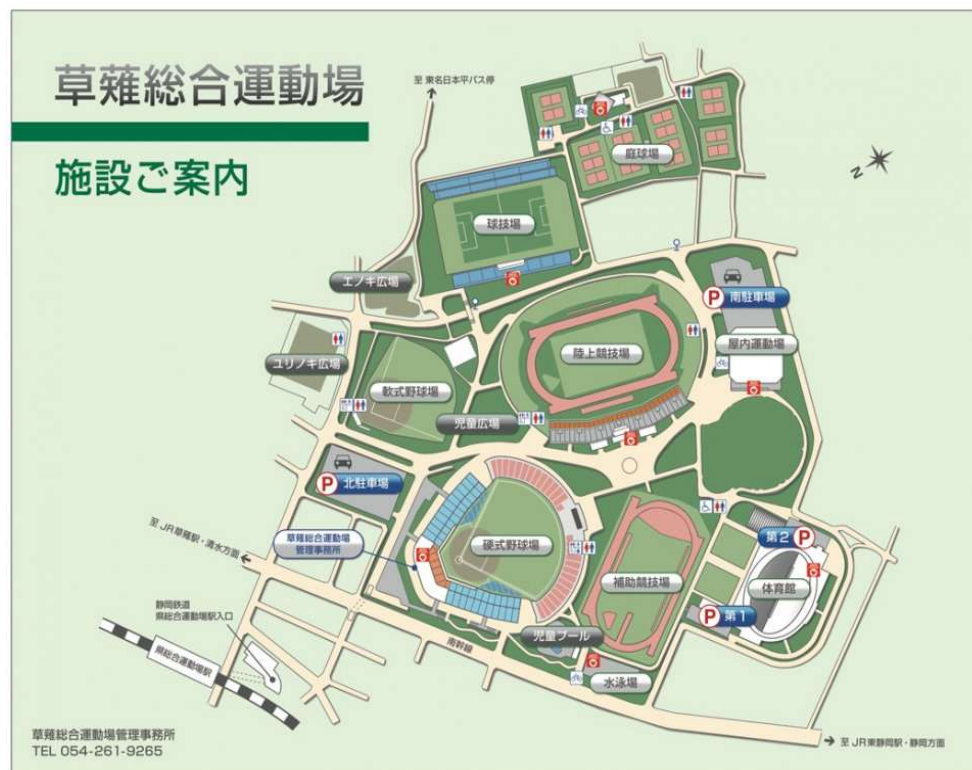 草薙総合運動場
施設ご案内
至 東名日本平バス停
庭球場
N
球技場
エノキ広場
P 南駐車場
屋内運動場
陸上競技場
ユリノキ広場
軟式野球場
児童広場
P 北駐車場
至 JR草薙駅・清水方面
草薙総合運動場
管理事務所
硬式野球場
補助競技場
第2 P
体育館
P 第1
静岡鉄道
県総合運動場駅入口
県総合運動場駅
南幹線
児童プール
水泳場
草薙総合運動場管理事務所
TEL 054-261-9265
至 JR東静岡駅・静岡方面